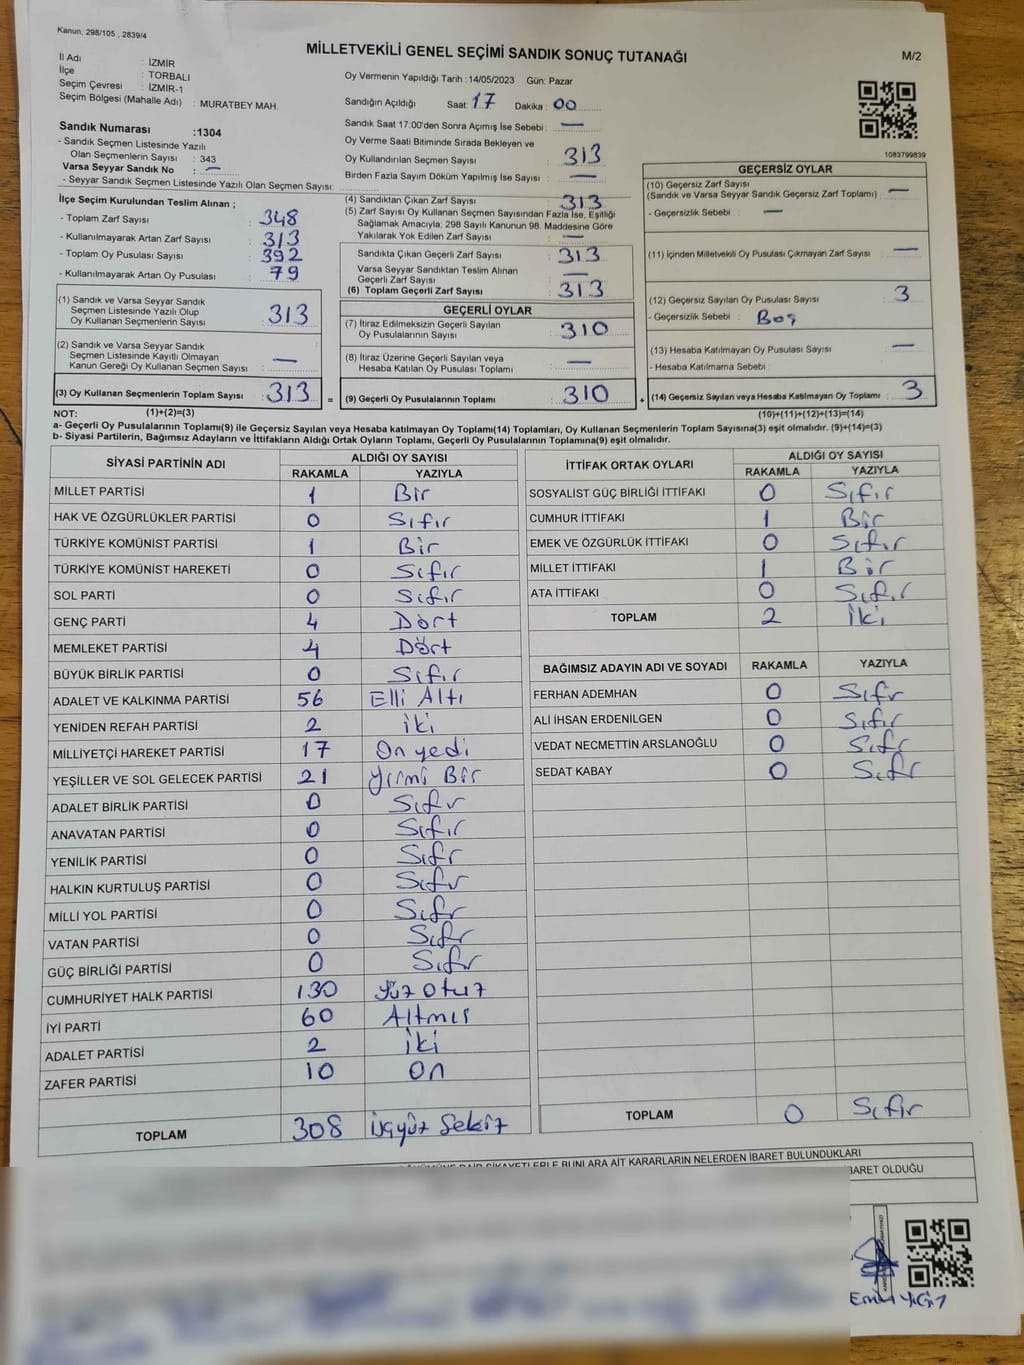 Kanun; 298/105 , 2839/4
MİLLETVEKİLİ GENEL SEÇİMİ SANDIK SONUÇ TUTANAĞI
M/2
İl Adı : İZMİR
İlçe : TORBALI
Seçim Çevresi : İZMİR-1
Seçim Bölgesi (Mahalle Adı) : MURATBEY MAH.
Sandık Numarası :1304
- Sandık Seçmen Listesinde Yazılı
Olan Seçmenlerin Sayısı : 343
Varsa Seyyar Sandık No : —
- Seyyar Sandık Seçmen Listesinde Yazılı Olan Seçmen Sayısı:
Oy Vermenin Yapıldığı Tarih :14/05/2023 Gün: Pazar
Sandığın Açıldığı Saat: 17 Dakika : 00
Sandık Saat 17:00'den Sonra Açımış İse Sebebi : —
Oy Verme Saati Bitiminde Sırada Bekleyen ve
Oy Kullandırılan Seçmen Sayısı : 313
Birden Fazla Sayım Döküm Yapılmış İse Sayısı : —
1083799839
İlçe Seçim Kurulundan Teslim Alınan ;
- Toplam Zarf Sayısı : 348
- Kullanılmayarak Artan Zarf Sayısı : 313
- Toplam Oy Pusulası Sayısı : 392
- Kullanılmayarak Artan Oy Pusulası : 79
(1) Sandık ve Varsa Seyyar Sandık
Seçmen Listesinde Yazılı Olup
Oy Kullanan Seçmenlerin Sayısı : 313
(2) Sandık ve Varsa Seyyar Sandık
Seçmen Listesinde Kayıtlı Olmayan
Kanun Gereği Oy Kullanan Seçmen Sayısı : —
(3) Oy Kullanan Seçmenlerin Toplam Sayısı : 313 =
(4) Sandıktan Çıkan Zarf Sayısı : 313
(5) Zarf Sayısı Oy Kullanan Seçmen Sayısından Fazla İse, Eşitliği
Sağlamak Amacıyla, 298 Sayılı Kanunun 98. Maddesine Göre
Yakılarak Yok Edilen Zarf Sayısı : —
Sandıkta Çıkan Geçerli Zarf Sayısı : 313
Varsa Seyyar Sandıktan Teslim Alınan
Geçerli Zarf Sayısı : —
(6) Toplam Geçerli Zarf Sayısı : 313
GEÇERLİ OYLAR
(7) İtiraz Edilmeksizin Geçerli Sayılan
Oy Pusulalarının Sayısı : 310
(8) İtiraz Üzerine Geçerli Sayılan veya
Hesaba Katılan Oy Pusulası Toplamı : —
(9) Geçerli Oy Pusulalarının Toplamı : 310 +
GEÇERSİZ OYLAR
(10) Geçersiz Zarf Sayısı
(Sandık ve Varsa Seyyar Sandık Geçersiz Zarf Toplamı) : —
- Geçersizlik Sebebi : —
(11) İçinden Milletvekili Oy Pusulası Çıkmayan Zarf Sayısı : —
(12) Geçersiz Sayılan Oy Pusulası Sayısı : 3
- Geçersizlik Sebebi : Boş
(13) Hesaba Katılmayan Oy Pusulası Sayısı : —
- Hesaba Katılmama Sebebi
(14) Geçersiz Sayılan veya Hesaba Katılmayan Oy Toplamı : 3
NOT: (1)+(2)=(3) (10)+(11)+(12)+(13)=(14)
a- Geçerli Oy Pusulalarının Toplamı(9) ile Geçersiz Sayılan veya Hesaba katılmayan Oy Toplamı(14) Toplamları, Oy Kullanan Seçmenlerin Toplam Sayısına(3) eşit olmalıdır. (9)+(14)=(3)
b- Siyasi Partilerin, Bağımsız Adayların ve İttifakların Aldığı Ortak Oyların Toplamı, Geçerli Oy Pusulalarının Toplamına(9) eşit olmalıdır.
SİYASİ PARTİNİN ADI ALDIĞI OY SAYISI
RAKAMLA YAZIYLA
MİLLET PARTİSİ 1 Bir
HAK VE ÖZGÜRLÜKLER PARTİSİ 0 Sıfır
TÜRKİYE KOMÜNİST PARTİSİ 1 Bir
TÜRKİYE KOMÜNİST HAREKETİ 0 Sıfır
SOL PARTİ 0 Sıfır
GENÇ PARTİ 4 Dört
MEMLEKET PARTİSİ 4 Dört
BÜYÜK BİRLİK PARTİSİ 0 Sıfır
ADALET VE KALKINMA PARTİSİ 56 Elli Altı
YENİDEN REFAH PARTİSİ 2 iki
MİLLİYETÇİ HAREKET PARTİSİ 17 On yedi
YEŞİLLER VE SOL GELECEK PARTİSİ 21 Yirmi Bir
ADALET BİRLİK PARTİSİ 0 Sıfır
ANAVATAN PARTİSİ 0 Sıfır
YENİLİK PARTİSİ 0 Sıfır
HALKIN KURTULUŞ PARTİSİ 0 Sıfır
MİLLİ YOL PARTİSİ 0 Sıfır
VATAN PARTİSİ 0 Sıfır
GÜÇ BİRLİĞİ PARTİSİ 0 Sıfır
CUMHURİYET HALK PARTİSİ 130 Yüz Otuz
İYİ PARTİ 60 Altmış
ADALET PARTİSİ 2 iki
ZAFER PARTİSİ 10 On
TOPLAM 308 üçyüz Sekiz
İTTİFAK ORTAK OYLARI ALDIĞI OY SAYISI
RAKAMLA YAZIYLA
SOSYALIST GÜÇ BİRLİĞİ İTTİFAKI 0 Sıfır
CUMHUR İTTİFAKI 1 Bir
EMEK VE ÖZGÜRLÜK İTTİFAKI 0 Sıfır
MİLLET İTTİFAKI 1 Bir
ATA İTTİFAKI 0 Sıfır
TOPLAM 2 iki
BAĞIMSIZ ADAYIN ADI VE SOYADI RAKAMLA YAZIYLA
FERHAN ADEMHAN 0 Sıfır
ALİ İHSAN ERDENİLGEN 0 Sıfır
VEDAT NECMETTİN ARSLANOĞLU 0 Sıfır
SEDAT KABAY 0 Sıfır
TOPLAM 0 Sıfır
ŞİKAYETLERLE BUNLARA AİT KARARLARIN NELERDEN İBARET BULUNDUKLARI
BARET OLDUĞU